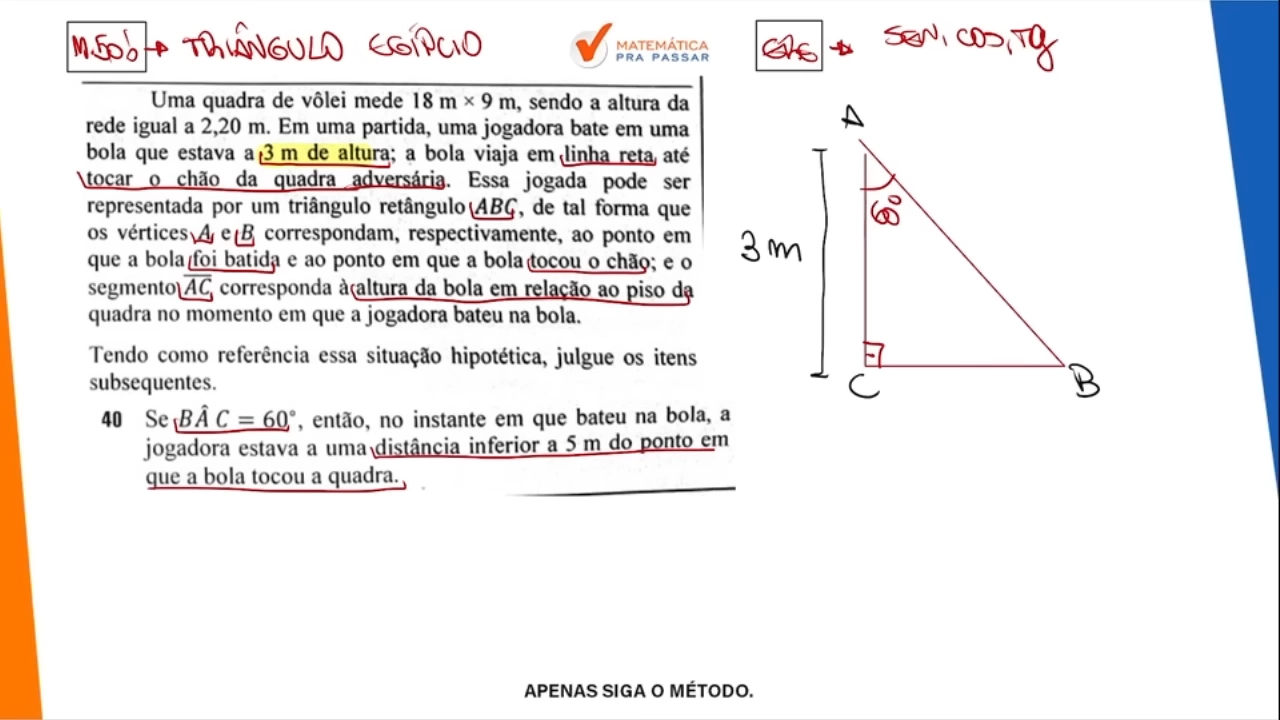 M.50% → TRIÂNGULO EGÍPCIO
MATEMÁTICA
PRA PASSAR
→ SEN, COS, Tg
Uma quadra de vôlei mede 18 m × 9 m, sendo a altura da
rede igual a 2,20 m. Em uma partida, uma jogadora bate em uma
bola que estava a 3 m de altura; a bola viaja em linha reta até
tocar o chão da quadra adversária. Essa jogada pode ser
representada por um triângulo retângulo ABC, de tal forma que
os vértices A e B correspondam, respectivamente, ao ponto em
que a bola foi batida e ao ponto em que a bola tocou o chão; e o
segmento A̅C̅ corresponda à altura da bola em relação ao piso da
quadra no momento em que a jogadora bateu na bola.
Tendo como referência essa situação hipotética, julgue os itens
subsequentes.
40 Se BÂC = 60°, então, no instante em que bateu na bola, a
jogadora estava a uma distância inferior a 5 m do ponto em
que a bola tocou a quadra.
A
60°
3 m
C
B
APENAS SIGA O MÉTODO.